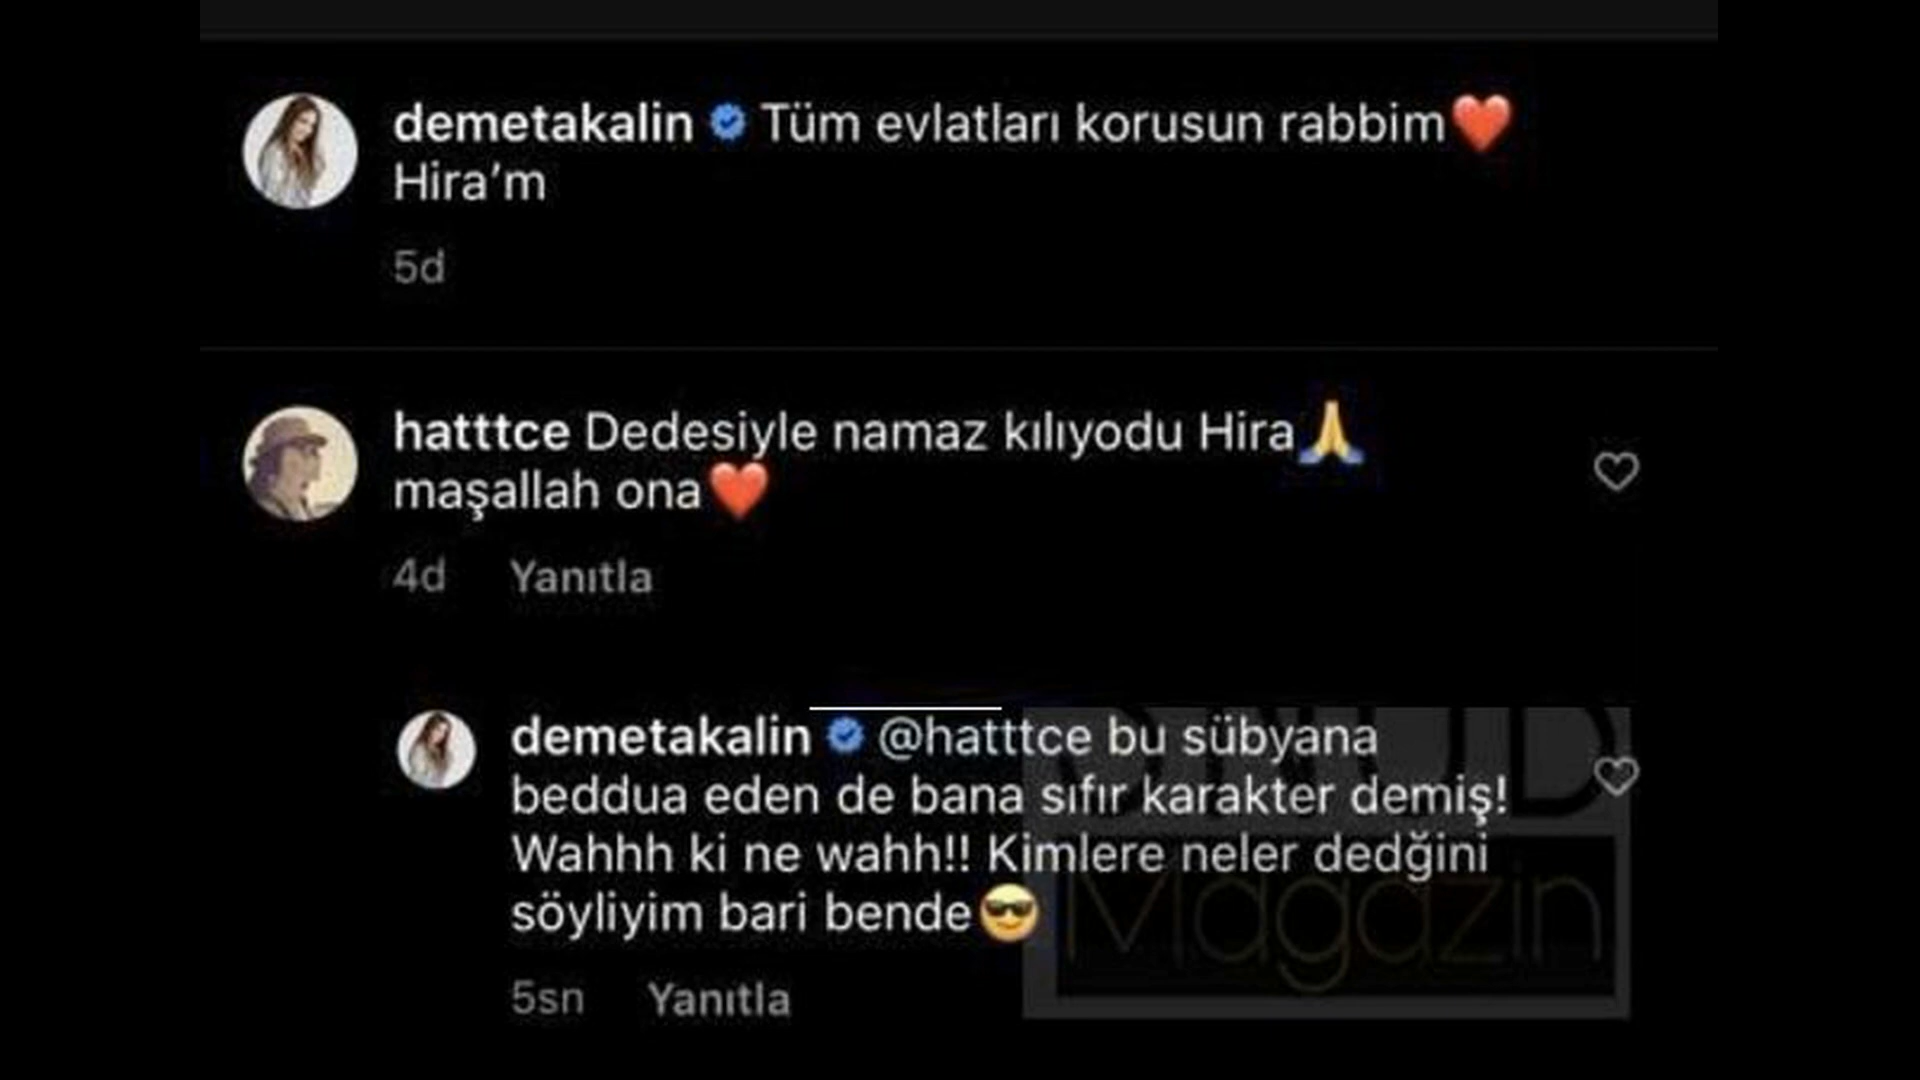 demetakalin Tüm evlatları korusun rabbim❤️
Hira’m
5d
hatttce Dedesiyle namaz kılıyodu Hira🙏
maşallah ona❤️
4d Yanıtla
demetakalin @hatttce bu sübyana
beddua eden de bana sıfır karakter demiş!
Wahhh ki ne wahh!! Kimlere neler dedğini
söyliyim bari bende😎
5sn Yanıtla
Magazin